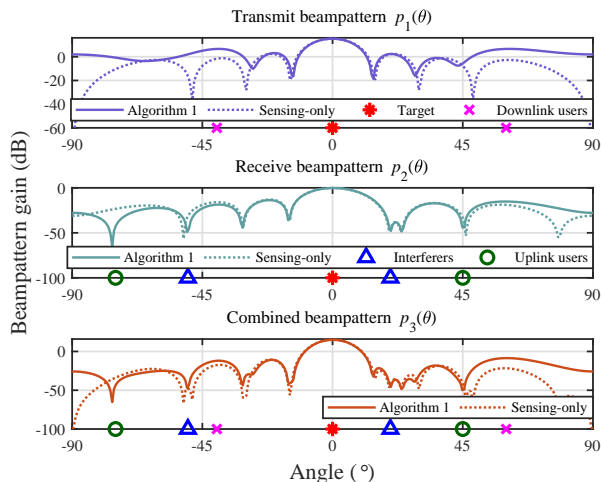 Transmit beampattern p1(θ)
0
-20
-40
-60
Algorithm 1 Sensing-only Target Downlink users
-90 -45 0 45 90
Receive beampattern p2(θ)
0
-50
-100
Algorithm 1 Sensing-only Interferers Uplink users
-90 -45 0 45 90
Combined beampattern p3(θ)
0
-50
-100
Algorithm 1 Sensing-only
-90 -45 0 45 90
Angle (°)
Beampattern gain (dB)